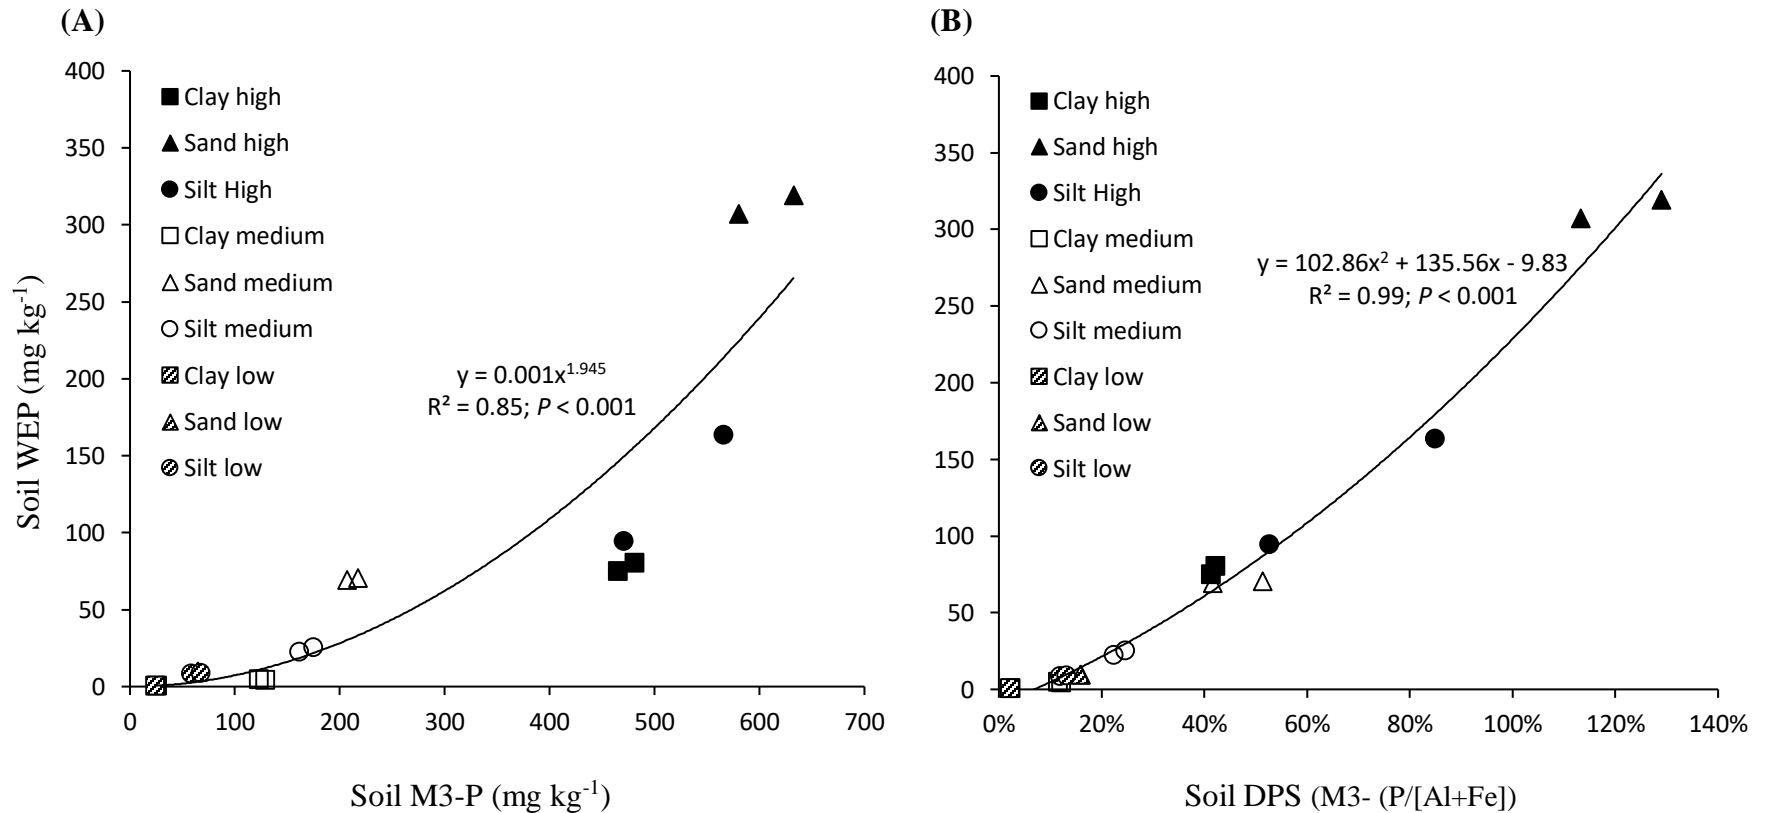 (A)
400
350
300
250
200
150
100
50
0
Clay high
Sand high
Silt High
Clay medium
Sand medium
Silt medium
Clay low
Sand low
Silt low
y = 0.001x^1.945
R² = 0.85; P < 0.001
0 100 200 300 400 500 600 700
Soil WEP (mg kg⁻¹)
Soil M3-P (mg kg⁻¹)
(B)
400
350
300
250
200
150
100
50
0
Clay high
Sand high
Silt High
Clay medium
Sand medium
Silt medium
Clay low
Sand low
Silt low
y = 102.86x² + 135.56x - 9.83
R² = 0.99; P < 0.001
0% 20% 40% 60% 80% 100% 120% 140%
Soil DPS (M3- (P/[Al+Fe])